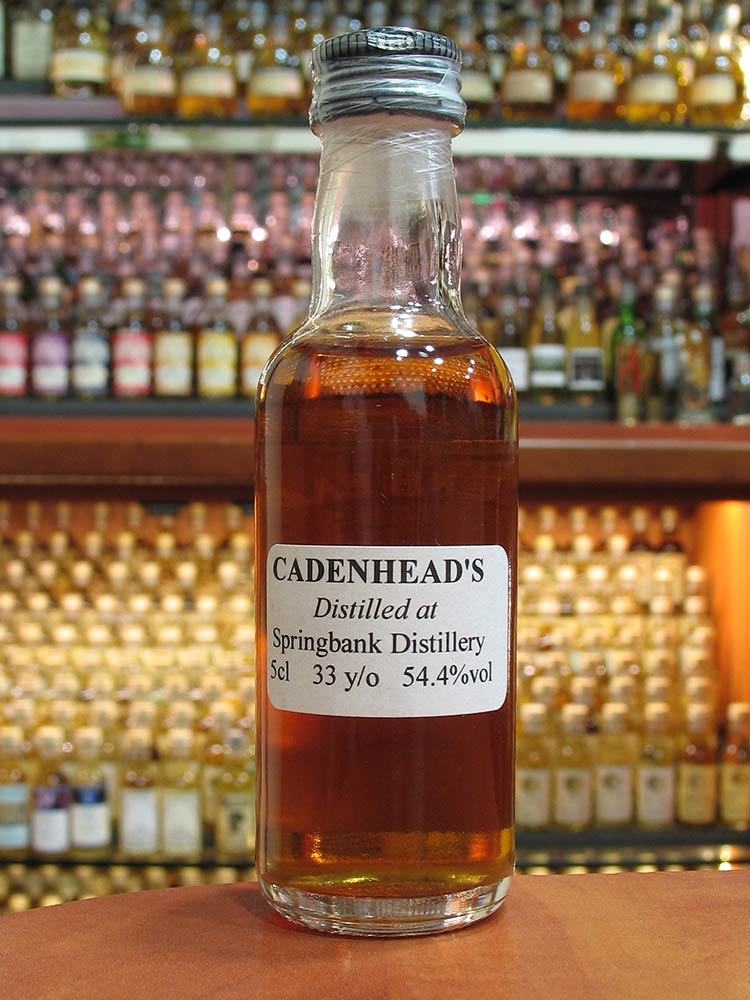 CADENHEAD'S
Distilled at
Springbank Distillery
5cl 33 y/o 54.4%vol